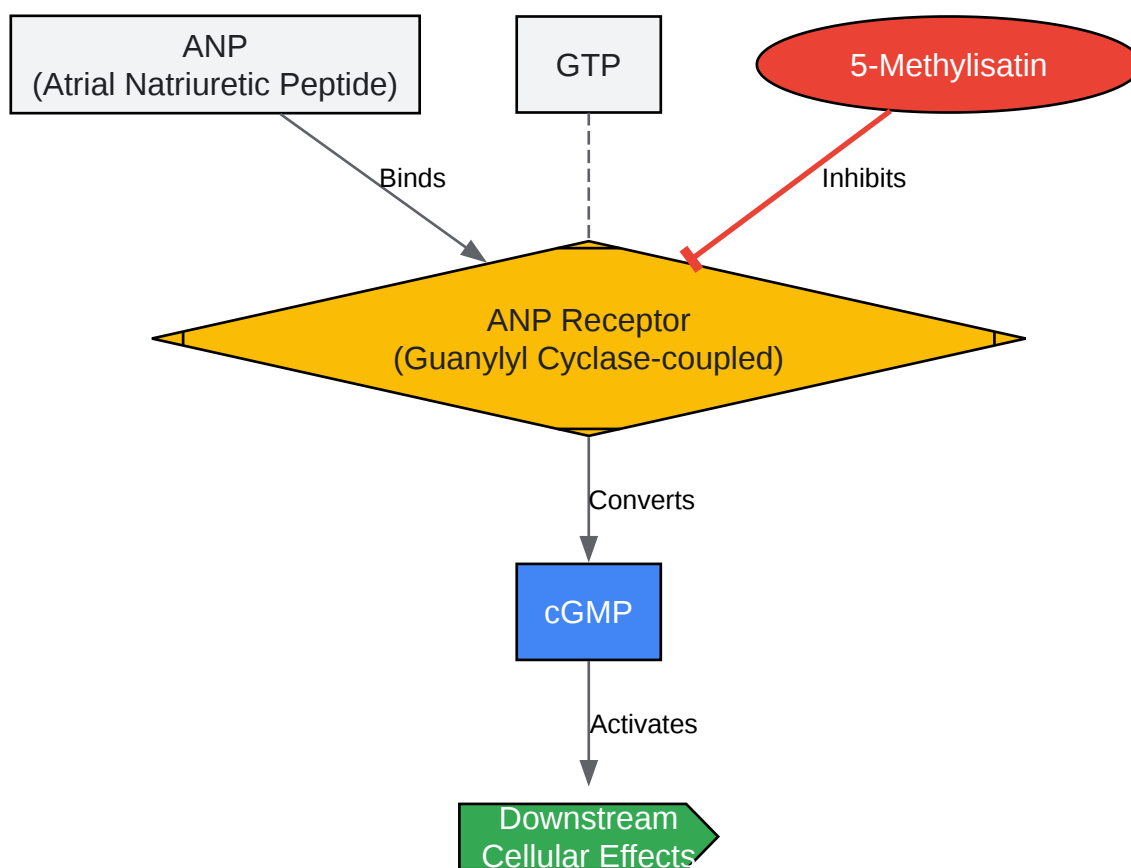 ANP
(Atrial Natriuretic Peptide)
GTP
5-Methylisatin
Binds
Inhibits
ANP Receptor
(Guanylyl Cyclase-coupled)
Converts
cGMP
Activates
Downstream
Cellular Effects